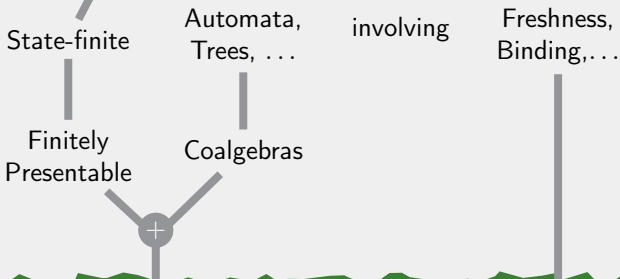 State-finite
Automata,
Trees, ...
involving
Freshness,
Binding,...
Finitely
Presentable
Coalgebras
+